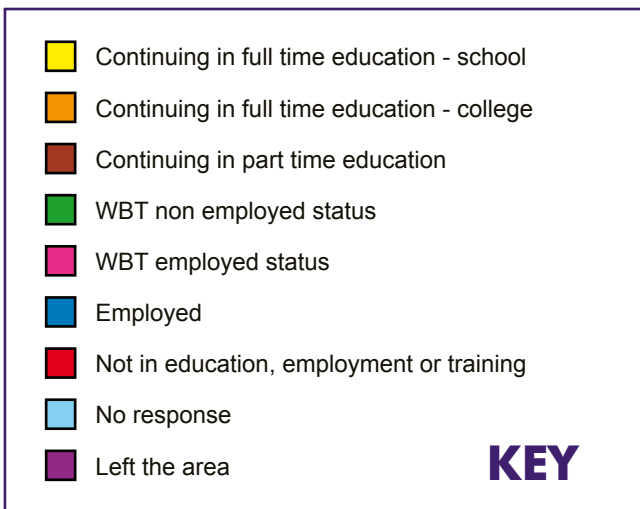 Continuing in full time education - school
Continuing in full time education - college
Continuing in part time education
WBT non employed status
WBT employed status
Employed
Not in education, employment or training
No response
Left the area
KEY